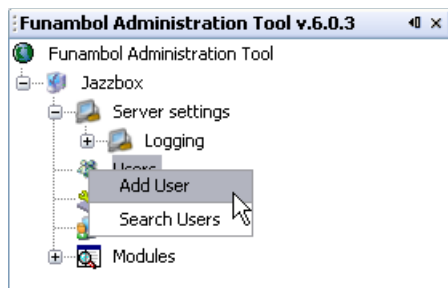 Funambol Administration Tool v.6.0.3
Funambol Administration Tool
Jazzbox
Server settings
Logging
Users
Add User
Search Users
Modules